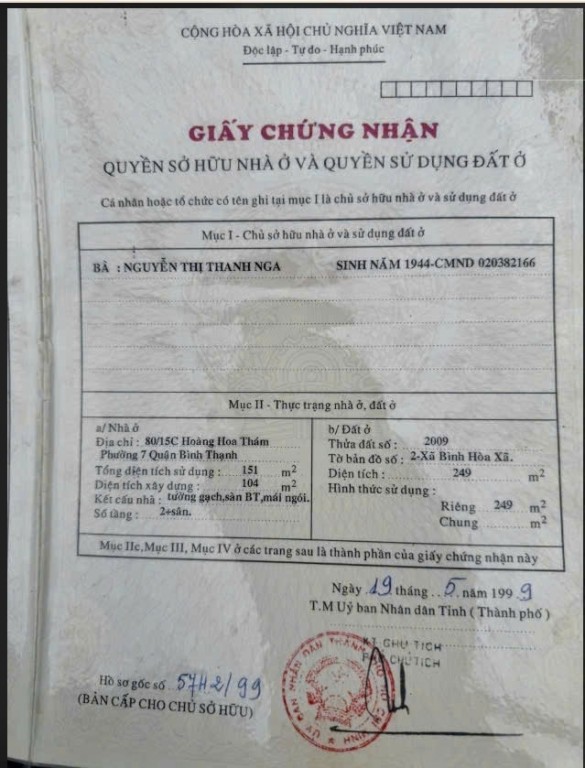 CỘNG HÒA XÃ HỘI CHỦ NGHĨA VIỆT NAM
Độc lập - Tự do - Hạnh phúc
GIẤY CHỨNG NHẬN
QUYỀN SỞ HỮU NHÀ Ở VÀ QUYỀN SỬ DỤNG ĐẤT Ở
Cá nhân hoặc tổ chức có tên ghi tại mục I là chủ sở hữu nhà ở và sử dụng đất ở
Mục I - Chủ sở hữu nhà ở và sử dụng đất ở
BÀ : NGUYỄN THỊ THANH NGA SINH NĂM 1944-CMND 020382166
Mục II - Thực trạng nhà ở, đất ở
a/ Nhà ở
Địa chỉ : 80/15C Hoàng Hoa Thám
Phường 7 Quận Bình Thạnh
Tổng diện tích sử dụng : 151 m²
Diện tích xây dựng : 104 m²
Kết cấu nhà : tường gạch,sàn BT,mái ngói.
Số tầng : 2+sân.
b/ Đất ở
Thửa đất số : 2009
Tờ bản đồ số : 2-Xã Bình Hòa Xã.
Diện tích : 249 m²
Hình thức sử dụng :
Riêng 249 m²
Chung m²
Mục IIc,Mục III, Mục IV ở các trang sau là thành phần của giấy chứng nhận này
Ngày 19 tháng 5 năm 1999
T.M Uỷ ban Nhân dân Tỉnh ( Thành phố )
KT CHỦ TỊCH
CHỦ TỊCH
Hồ sơ gốc số
(BẢN CẤP CHO CHỦ SỞ HỮU)